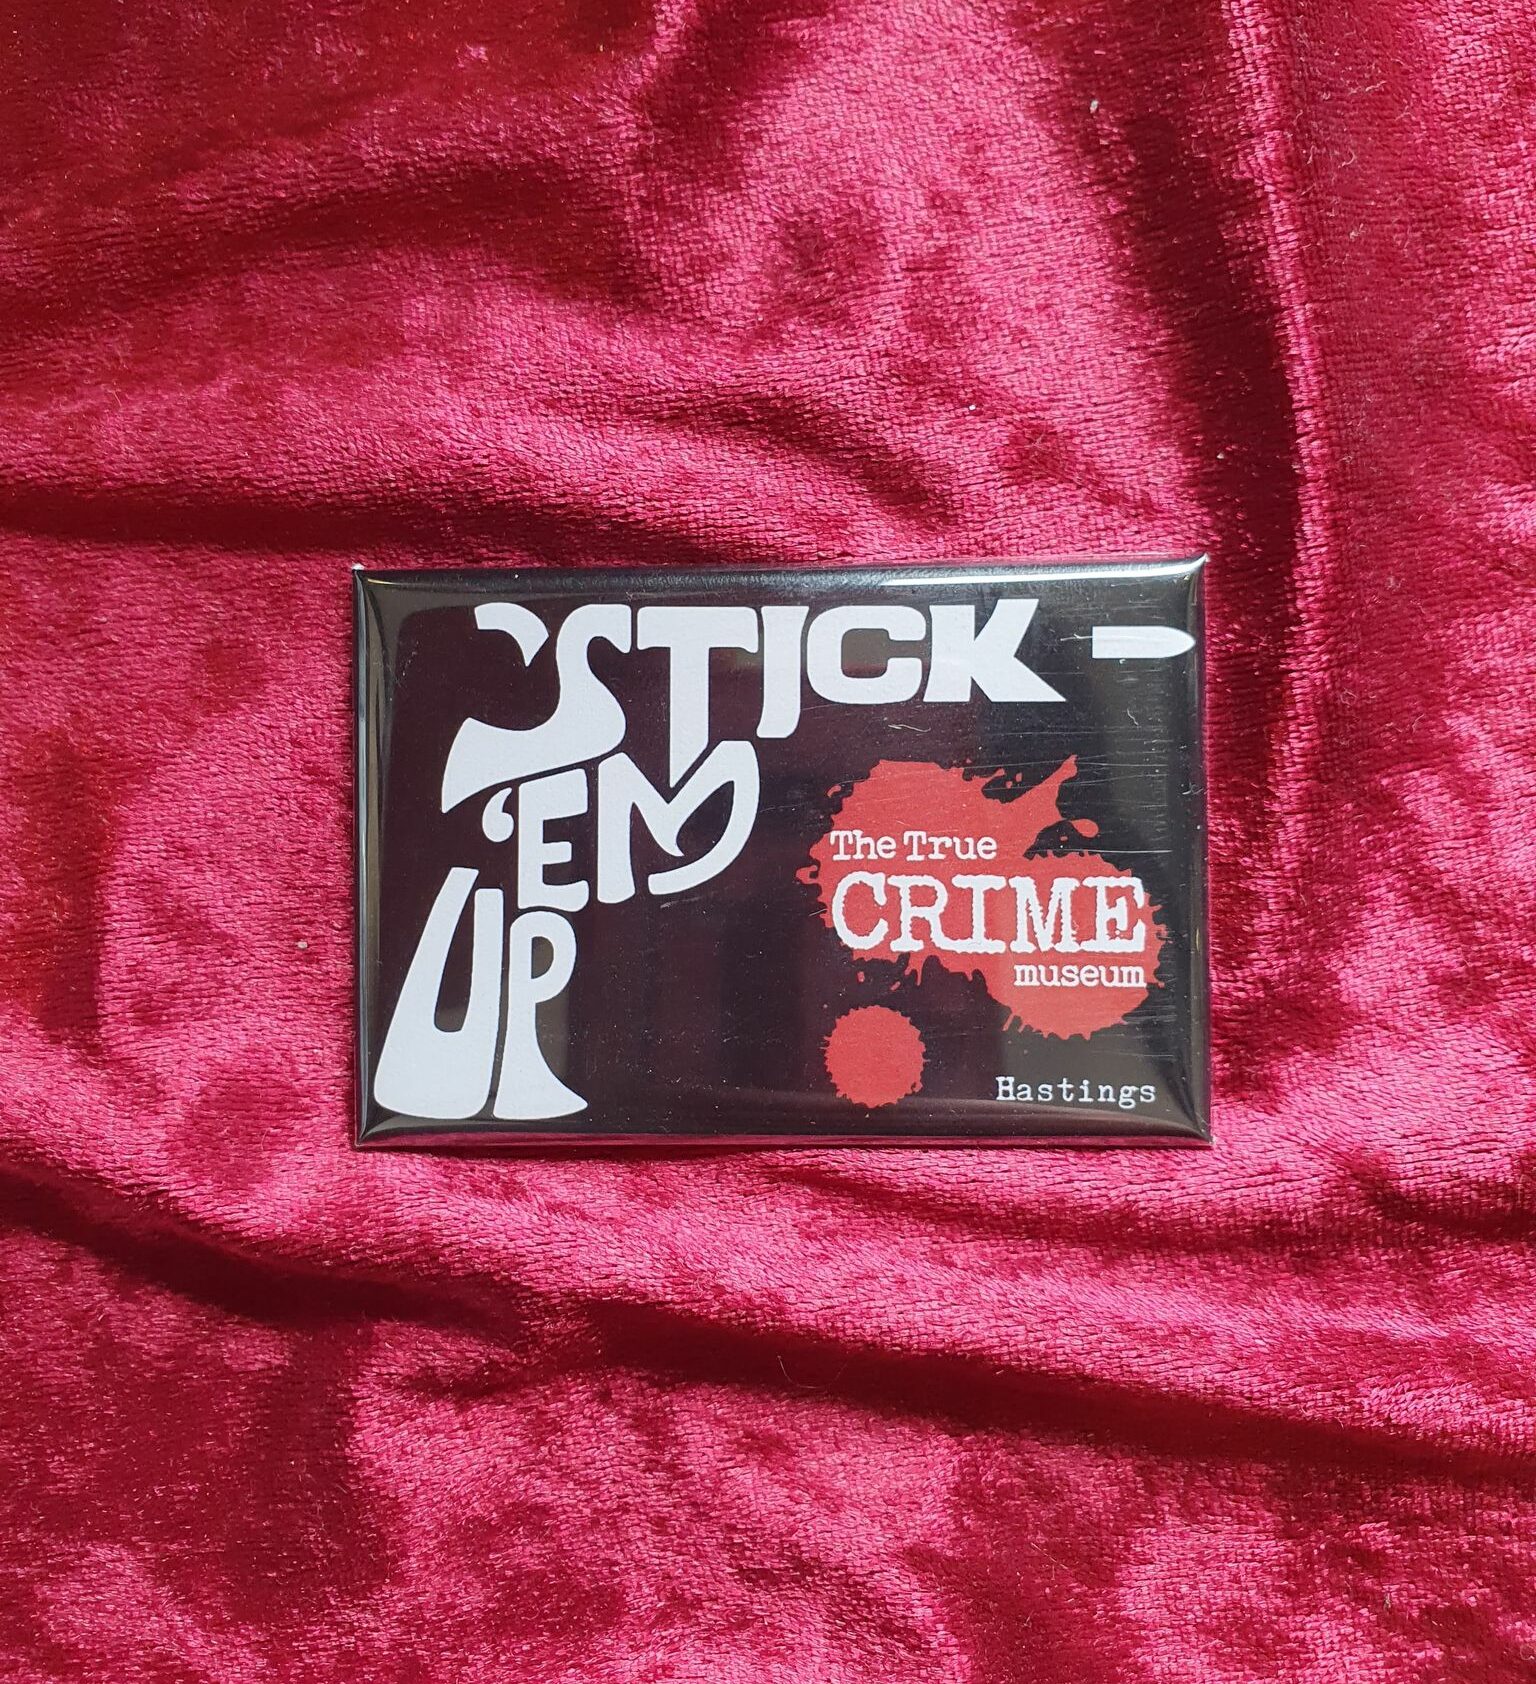 STICK
'EM
UP
The True
CRIME
museum
Hastings